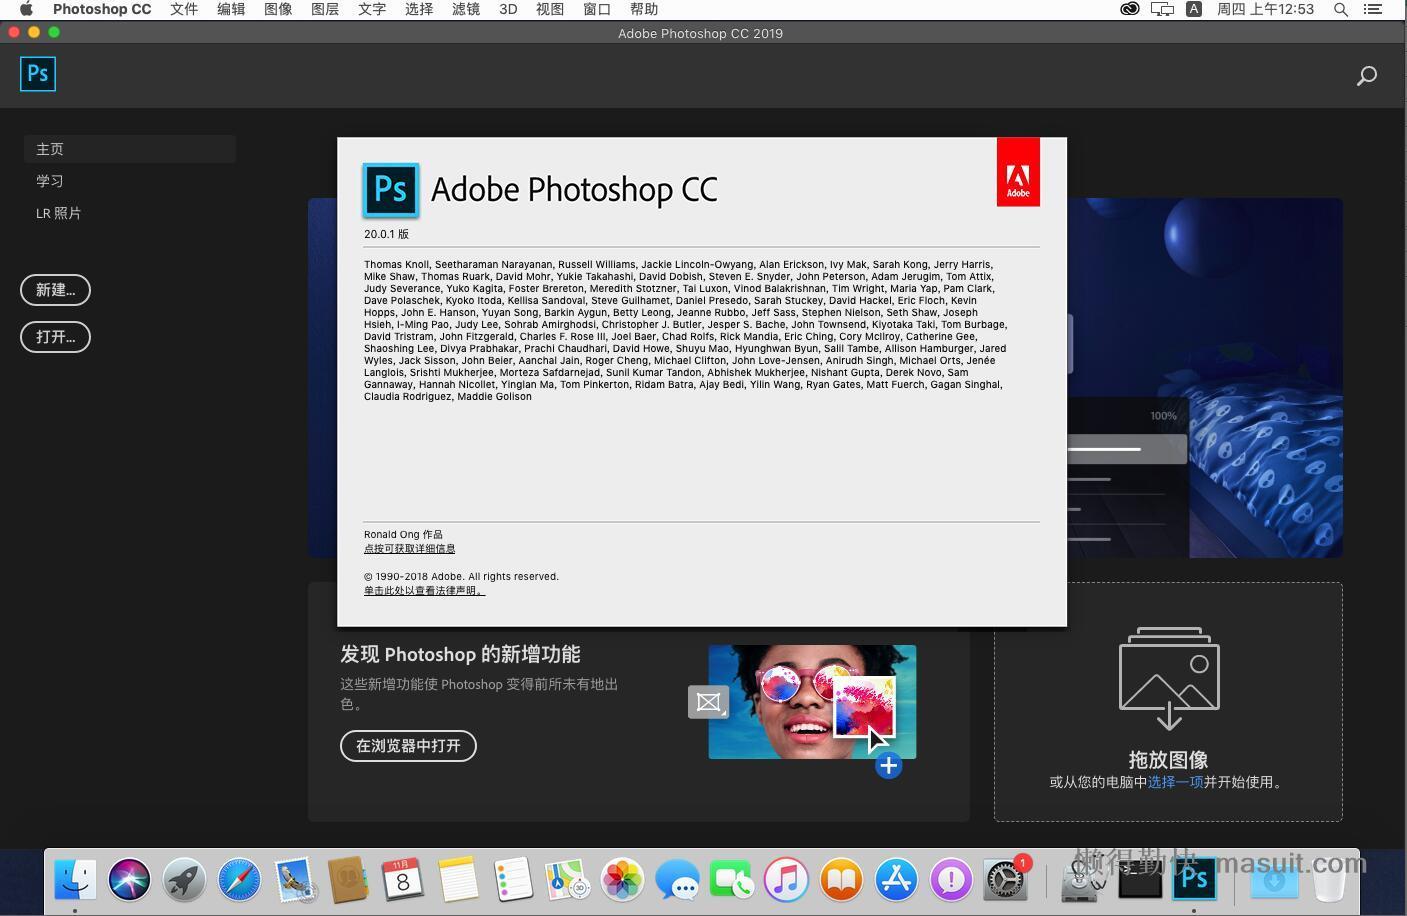 Photoshop CC 文件 编辑 图像 图层 文字 选择 滤镜 3D 视图 窗口 帮助 A 周四 上午12:53
Adobe Photoshop CC 2019
Ps
主页
学习
LR 照片
新建...
打开...
Ps Adobe Photoshop CC
Adobe
20.0.1 版
Thomas Knoll, Seetharaman Narayanan, Russell Williams, Jackie Lincoln-Owyang, Alan Erickson, Ivy Mak, Sarah Kong, Jerry Harris,
Mike Shaw, Thomas Ruark, David Mohr, Yukie Takahashi, David Dobish, Steven E. Snyder, John Peterson, Adam Jerugim, Tom Attix,
Judy Severance, Yuko Kagita, Foster Brereton, Meredith Stotzner, Tai Luxon, Vinod Balakrishnan, Tim Wright, Maria Yap, Pam Clark,
Dave Polaschek, Kyoko Itoda, Kellisa Sandoval, Steve Guilhamet, Daniel Presedo, Sarah Stuckey, David Hackel, Eric Floch, Kevin
Hopps, John E. Hanson, Yuyan Song, Barkin Aygun, Betty Leong, Jeanne Rubbo, Jeff Sass, Stephen Nielson, Seth Shaw, Joseph
Hsieh, I-Ming Pao, Judy Lee, Sohrab Amirghodsi, Christopher J. Butler, Jesper S. Bache, John Townsend, Kiyotaka Taki, Tom Burbage,
David Tristram, John Fitzgerald, Charles F. Rose III, Joel Baer, Chad Rolfs, Rick Mandia, Eric Ching, Cory McIlroy, Catherine Gee,
Shaoshing Lee, Divya Prabhakar, Prachi Chaudhari, David Howe, Shuyu Mao, Hyunghwan Byun, Salil Tambe, Allison Hamburger, Jared
Wyles, Jack Sisson, John Beier, Aanchal Jain, Roger Cheng, Michael Clifton, John Love-Jensen, Anirudh Singh, Michael Orts, Jenée
Langlois, Srishti Mukherjee, Morteza Safdarnejad, Sunil Kumar Tandon, Abhishek Mukherjee, Nishant Gupta, Derek Novo, Sam
Gannaway, Hannah Nicollet, Yinglan Ma, Tom Pinkerton, Ridam Batra, Ajay Bedi, Yilin Wang, Ryan Gates, Matt Fuerch, Gagan Singhal,
Claudia Rodriguez, Maddie Golison
100%
Ronald Ong 作品
点按可获取详细信息
© 1990-2018 Adobe. All rights reserved.
单击此处以查看法律声明。
发现 Photoshop 的新增功能
这些新增功能使 Photoshop 变得前所未有地出
色。
在浏览器中打开
拖放图像
或从您的电脑中选择一项并开始使用。
11月
8
3D
1
Ps
懒得勤快 masuit.com